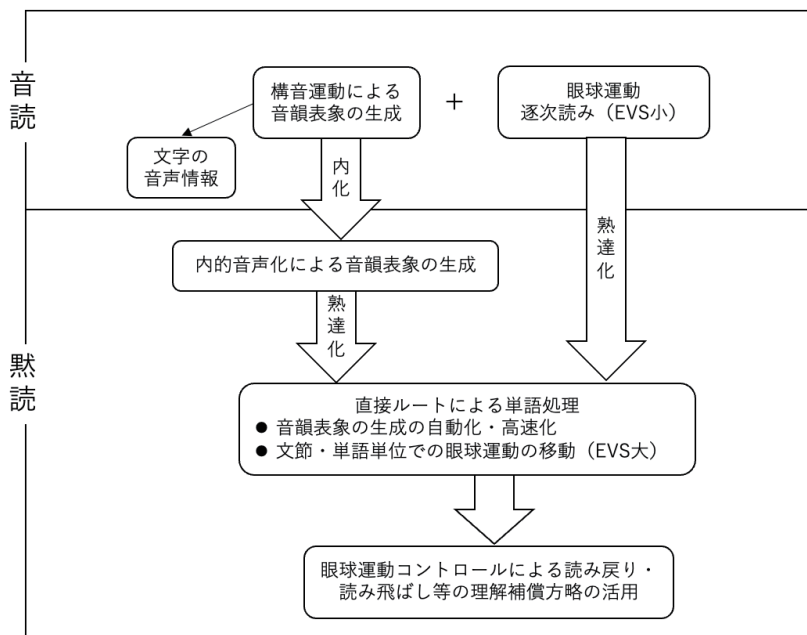 音読
構音運動による
音韻表象の生成
+
眼球運動
逐次読み（EVS小）
文字の
音声情報
内化
熟達化
黙読
内的音声化による音韻表象の生成
熟達化
直接ルートによる単語処理
● 音韻表象の生成の自動化・高速化
● 文節・単語単位での眼球運動の移動（EVS大）
眼球運動コントロールによる読み戻り・
読み飛ばし等の理解補償方略の活用